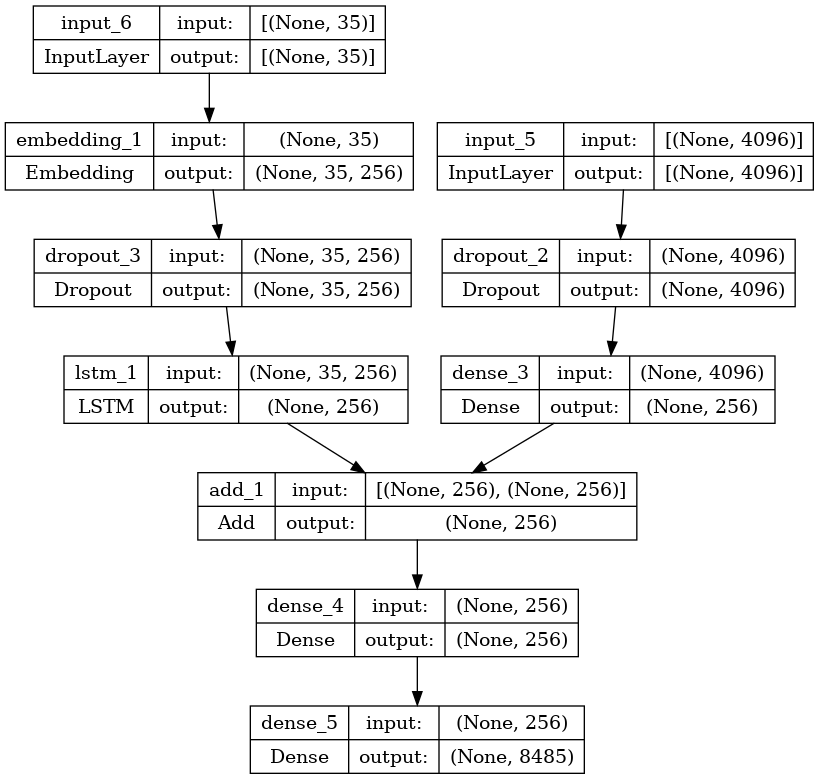 input_6 input: [(None, 35)]
InputLayer output: [(None, 35)]
embedding_1 input: (None, 35)
Embedding output: (None, 35, 256)
input_5 input: [(None, 4096)]
InputLayer output: [(None, 4096)]
dropout_3 input: (None, 35, 256)
Dropout output: (None, 35, 256)
dropout_2 input: (None, 4096)
Dropout output: (None, 4096)
lstm_1 input: (None, 35, 256)
LSTM output: (None, 256)
dense_3 input: (None, 4096)
Dense output: (None, 256)
add_1 input: [(None, 256), (None, 256)]
Add output: (None, 256)
dense_4 input: (None, 256)
Dense output: (None, 256)
dense_5 input: (None, 256)
Dense output: (None, 8485)